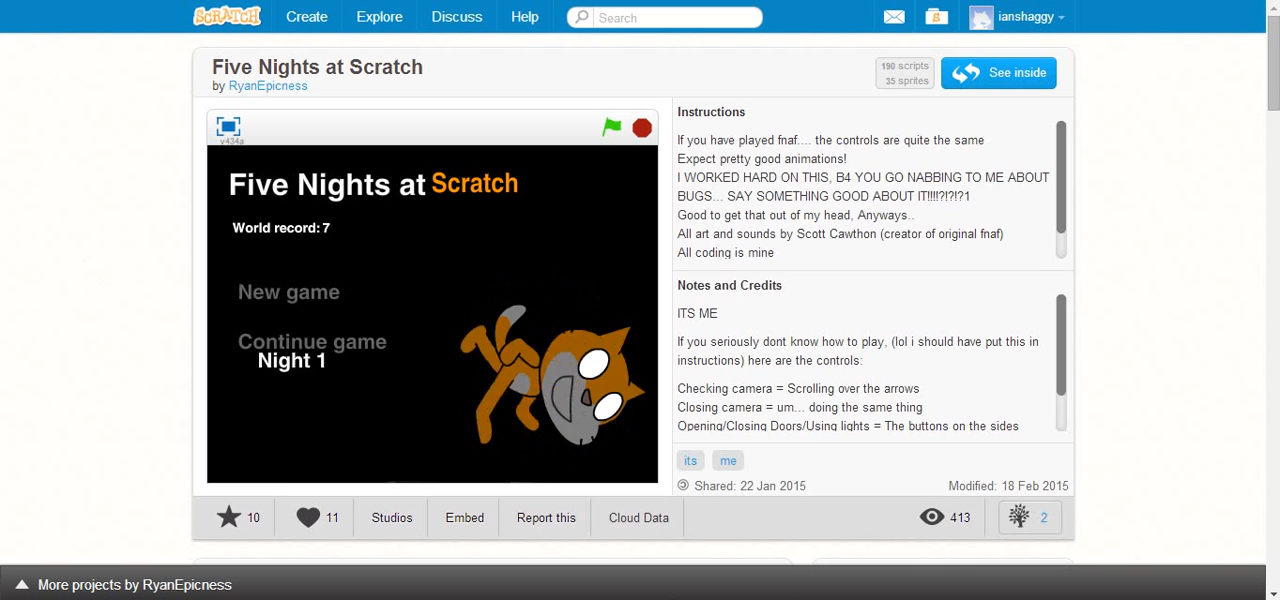 SCRATCH Create Explore Discuss Help Search ianshaggy
Five Nights at Scratch
by RyanEpicness
190 scripts
35 sprites
See inside
v434a
Five Nights at Scratch
World record: 7
New game
Continue game
Night 1
Instructions
If you have played fnaf.... the controls are quite the same
Expect pretty good animations!
I WORKED HARD ON THIS, B4 YOU GO NABBING TO ME ABOUT
BUGS... SAY SOMETHING GOOD ABOUT IT!!!!?!?!?1
Good to get that out of my head, Anyways..
All art and sounds by Scott Cawthon (creator of original fnaf)
All coding is mine
Notes and Credits
ITS ME
If you seriously dont know how to play, (lol i should have put this in
instructions) here are the controls:
Checking camera = Scrolling over the arrows
Closing camera = um... doing the same thing
Opening/Closing Doors/Using lights = The buttons on the sides
its me
Shared: 22 Jan 2015 Modified: 18 Feb 2015
10 11 Studios Embed Report this Cloud Data 413 2
More projects by RyanEpicness